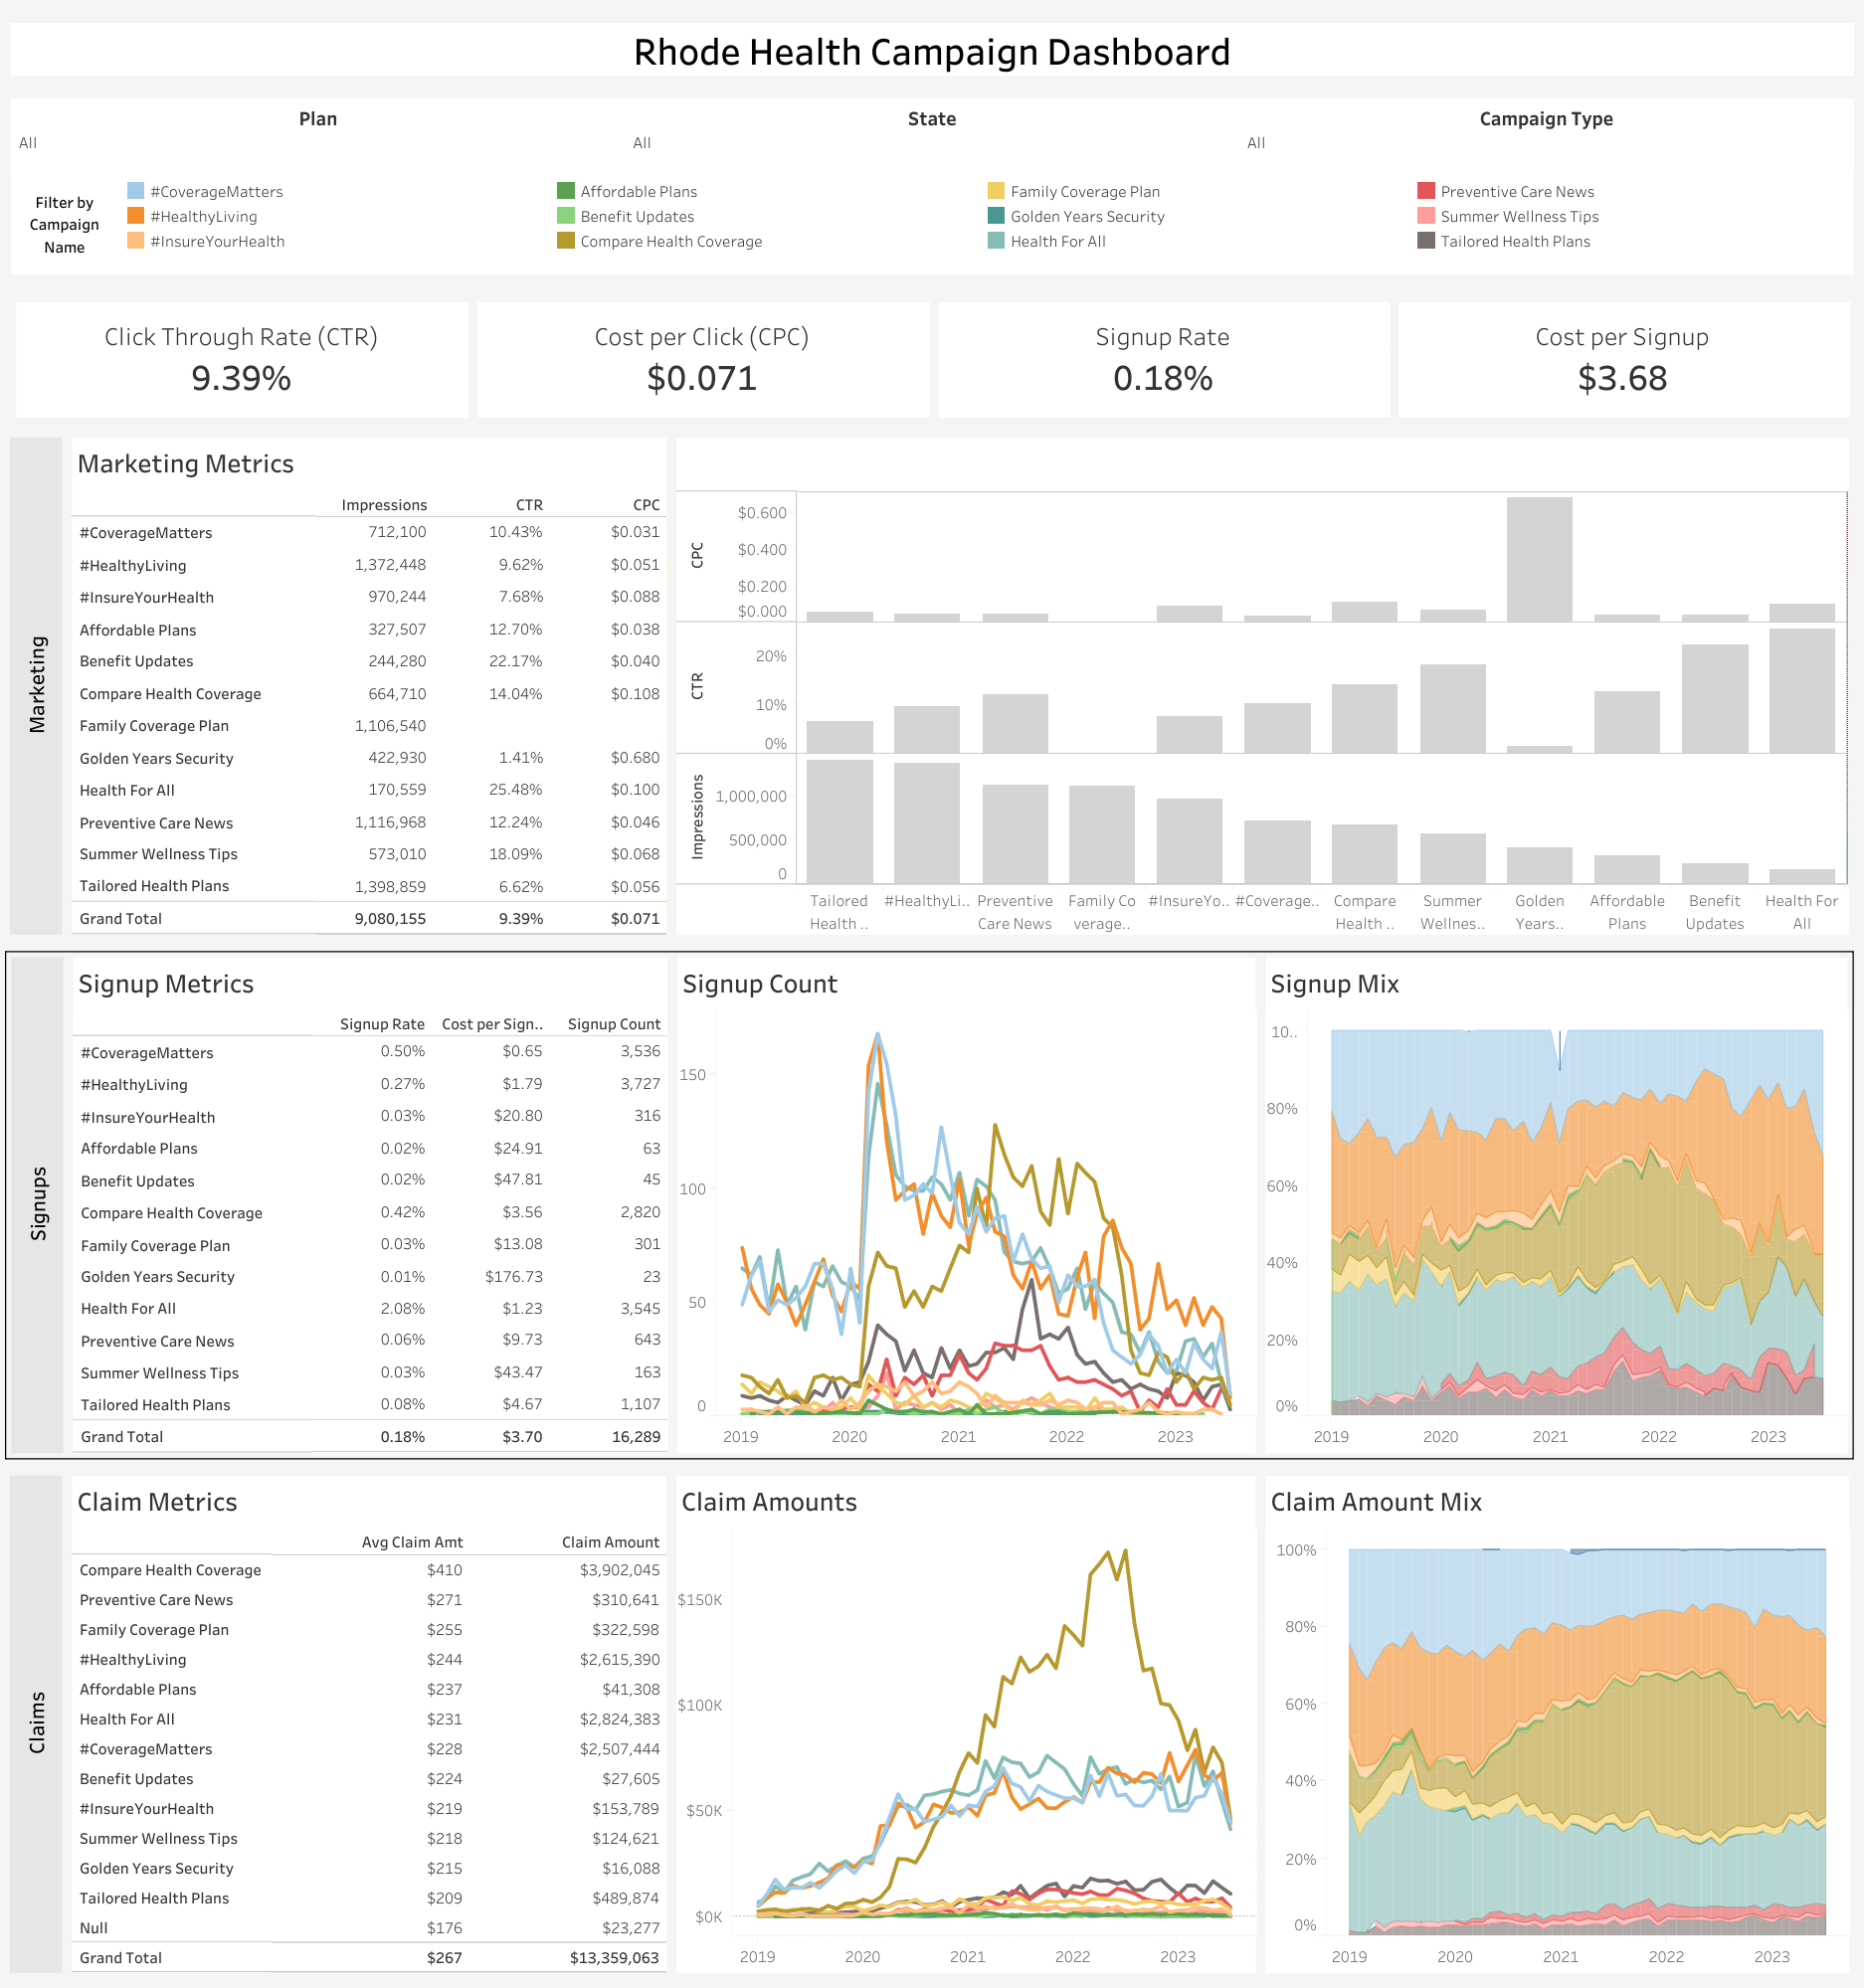 Rhode Health Campaign Dashboard
Plan
State
Campaign Type
All
All
All
Filter by
Campaign
Name
#CoverageMatters
Affordable Plans
Family Coverage Plan
Preventive Care News
#HealthyLiving
Benefit Updates
Golden Years Security
Summer Wellness Tips
#InsureYourHealth
Compare Health Coverage
Health For All
Tailored Health Plans
Click Through Rate (CTR)
9.39%
Cost per Click (CPC)
$0.071
Signup Rate
0.18%
Cost per Signup
$3.68
Marketing
Marketing Metrics
Impressions CTR CPC
#CoverageMatters 712,100 10.43% $0.031
#HealthyLiving 1,372,448 9.62% $0.051
#InsureYourHealth 970,244 7.68% $0.088
Affordable Plans 327,507 12.70% $0.038
Benefit Updates 244,280 22.17% $0.040
Compare Health Coverage 664,710 14.04% $0.108
Family Coverage Plan 1,106,540
Golden Years Security 422,930 1.41% $0.680
Health For All 170,559 25.48% $0.100
Preventive Care News 1,116,968 12.24% $0.046
Summer Wellness Tips 573,010 18.09% $0.068
Tailored Health Plans 1,398,859 6.62% $0.056
Grand Total 9,080,155 9.39% $0.071
CPC
$0.600
$0.400
$0.200
$0.000
CTR
20%
10%
0%
Impressions
1,000,000
500,000
0
Tailored #HealthyLi.. Preventive Family Co #InsureYo.. #Coverage.. Compare Summer Golden Affordable Benefit Health For
Health .. Care News verage.. Health .. Wellnes.. Years.. Plans Updates All
Signups
Signup Metrics
Signup Rate Cost per Sign.. Signup Count
#CoverageMatters 0.50% $0.65 3,536
#HealthyLiving 0.27% $1.79 3,727
#InsureYourHealth 0.03% $20.80 316
Affordable Plans 0.02% $24.91 63
Benefit Updates 0.02% $47.81 45
Compare Health Coverage 0.42% $3.56 2,820
Family Coverage Plan 0.03% $13.08 301
Golden Years Security 0.01% $176.73 23
Health For All 2.08% $1.23 3,545
Preventive Care News 0.06% $9.73 643
Summer Wellness Tips 0.03% $43.47 163
Tailored Health Plans 0.08% $4.67 1,107
Grand Total 0.18% $3.70 16,289
Signup Count
150
100
50
0
2019 2020 2021 2022 2023
Signup Mix
10..
80%
60%
40%
20%
0%
2019 2020 2021 2022 2023
Claims
Claim Metrics
Avg Claim Amt Claim Amount
Compare Health Coverage $410 $3,902,045
Preventive Care News $271 $310,641
Family Coverage Plan $255 $322,598
#HealthyLiving $244 $2,615,390
Affordable Plans $237 $41,308
Health For All $231 $2,824,383
#CoverageMatters $228 $2,507,444
Benefit Updates $224 $27,605
#InsureYourHealth $219 $153,789
Summer Wellness Tips $218 $124,621
Golden Years Security $215 $16,088
Tailored Health Plans $209 $489,874
Null $176 $23,277
Grand Total $267 $13,359,063
Claim Amounts
$150K
$100K
$50K
$0K
2019 2020 2021 2022 2023
Claim Amount Mix
100%
80%
60%
40%
20%
0%
2019 2020 2021 2022 2023